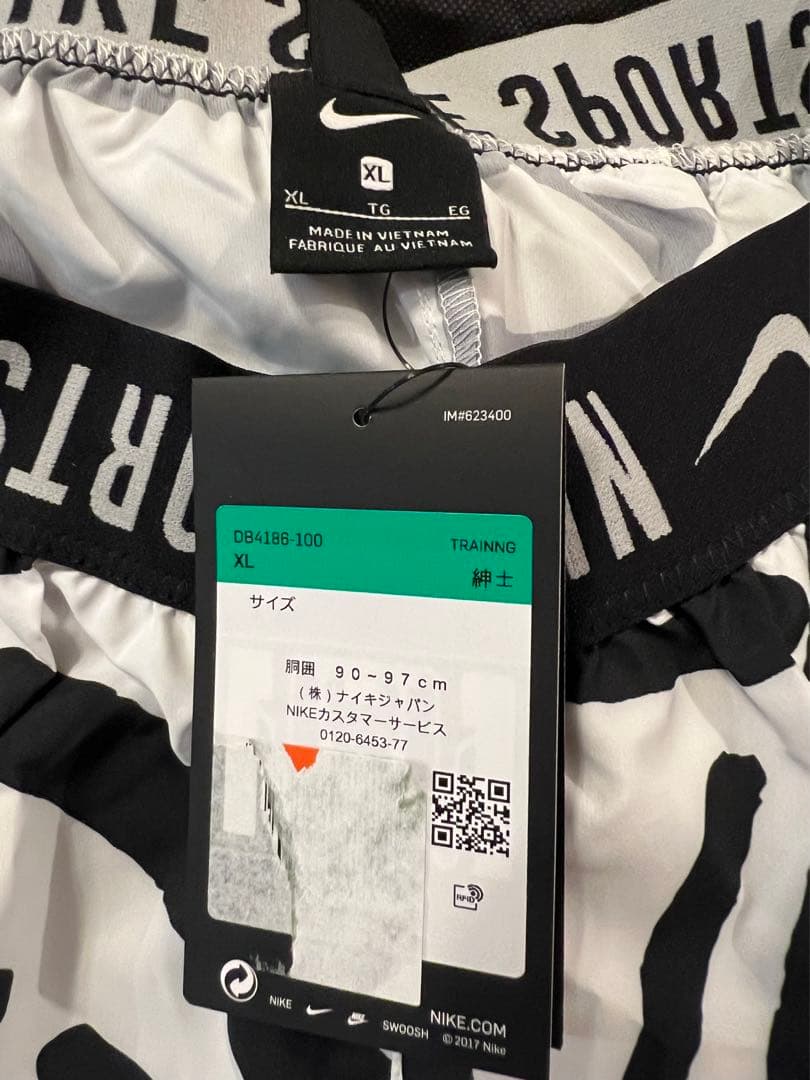 SPORTS
XL
XL TG EG
MADE IN VIETNAM
FABRIQUE AU VIETNAM
IM#623400
DB4186-100
TRAINNG
XL
紳士
サイズ
胴囲 90~97cm
(株)ナイキジャパン
NIKEカスタマーサービス
0120-6453-77
RFID
NIKE
SWOOSH
NIKE.COM
© 2017 Nike